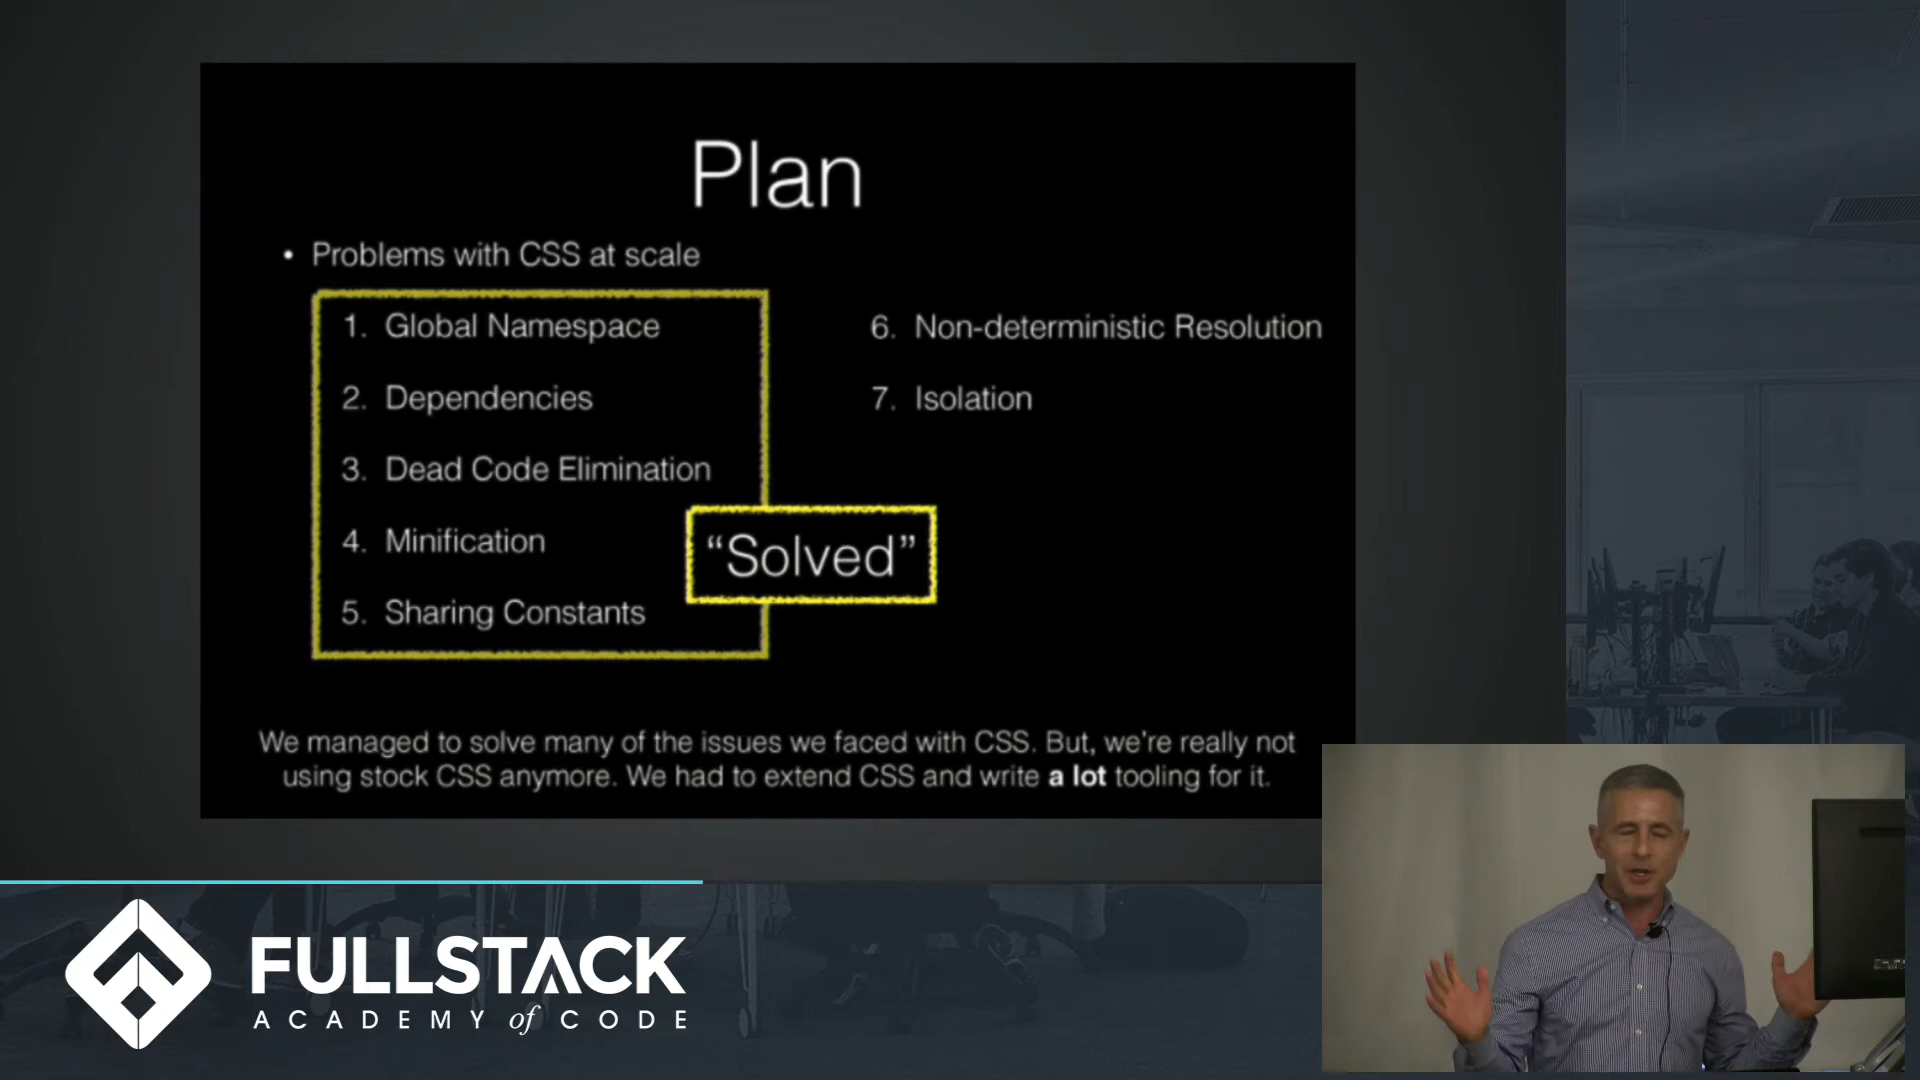 Plan
• Problems with CSS at scale
1. Global Namespace
2. Dependencies
3. Dead Code Elimination
4. Minification
5. Sharing Constants
6. Non-deterministic Resolution
7. Isolation
“Solved”
We managed to solve many of the issues we faced with CSS. But, we’re really not
using stock CSS anymore. We had to extend CSS and write a lot tooling for it.
FULLSTACK
ACADEMY of CODE